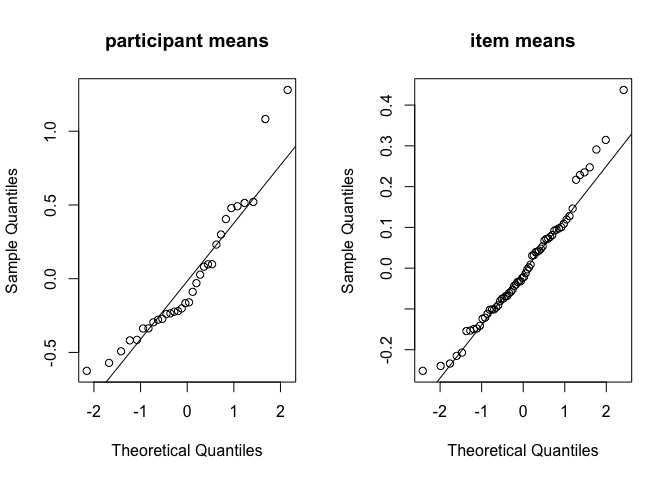 participant means
Sample Quantiles
1.0
0.5
0.0
-0.5
-2 -1 0 1 2
Theoretical Quantiles
item means
Sample Quantiles
0.4
0.3
0.2
0.1
0.0
-0.2
-2 -1 0 1 2
Theoretical Quantiles